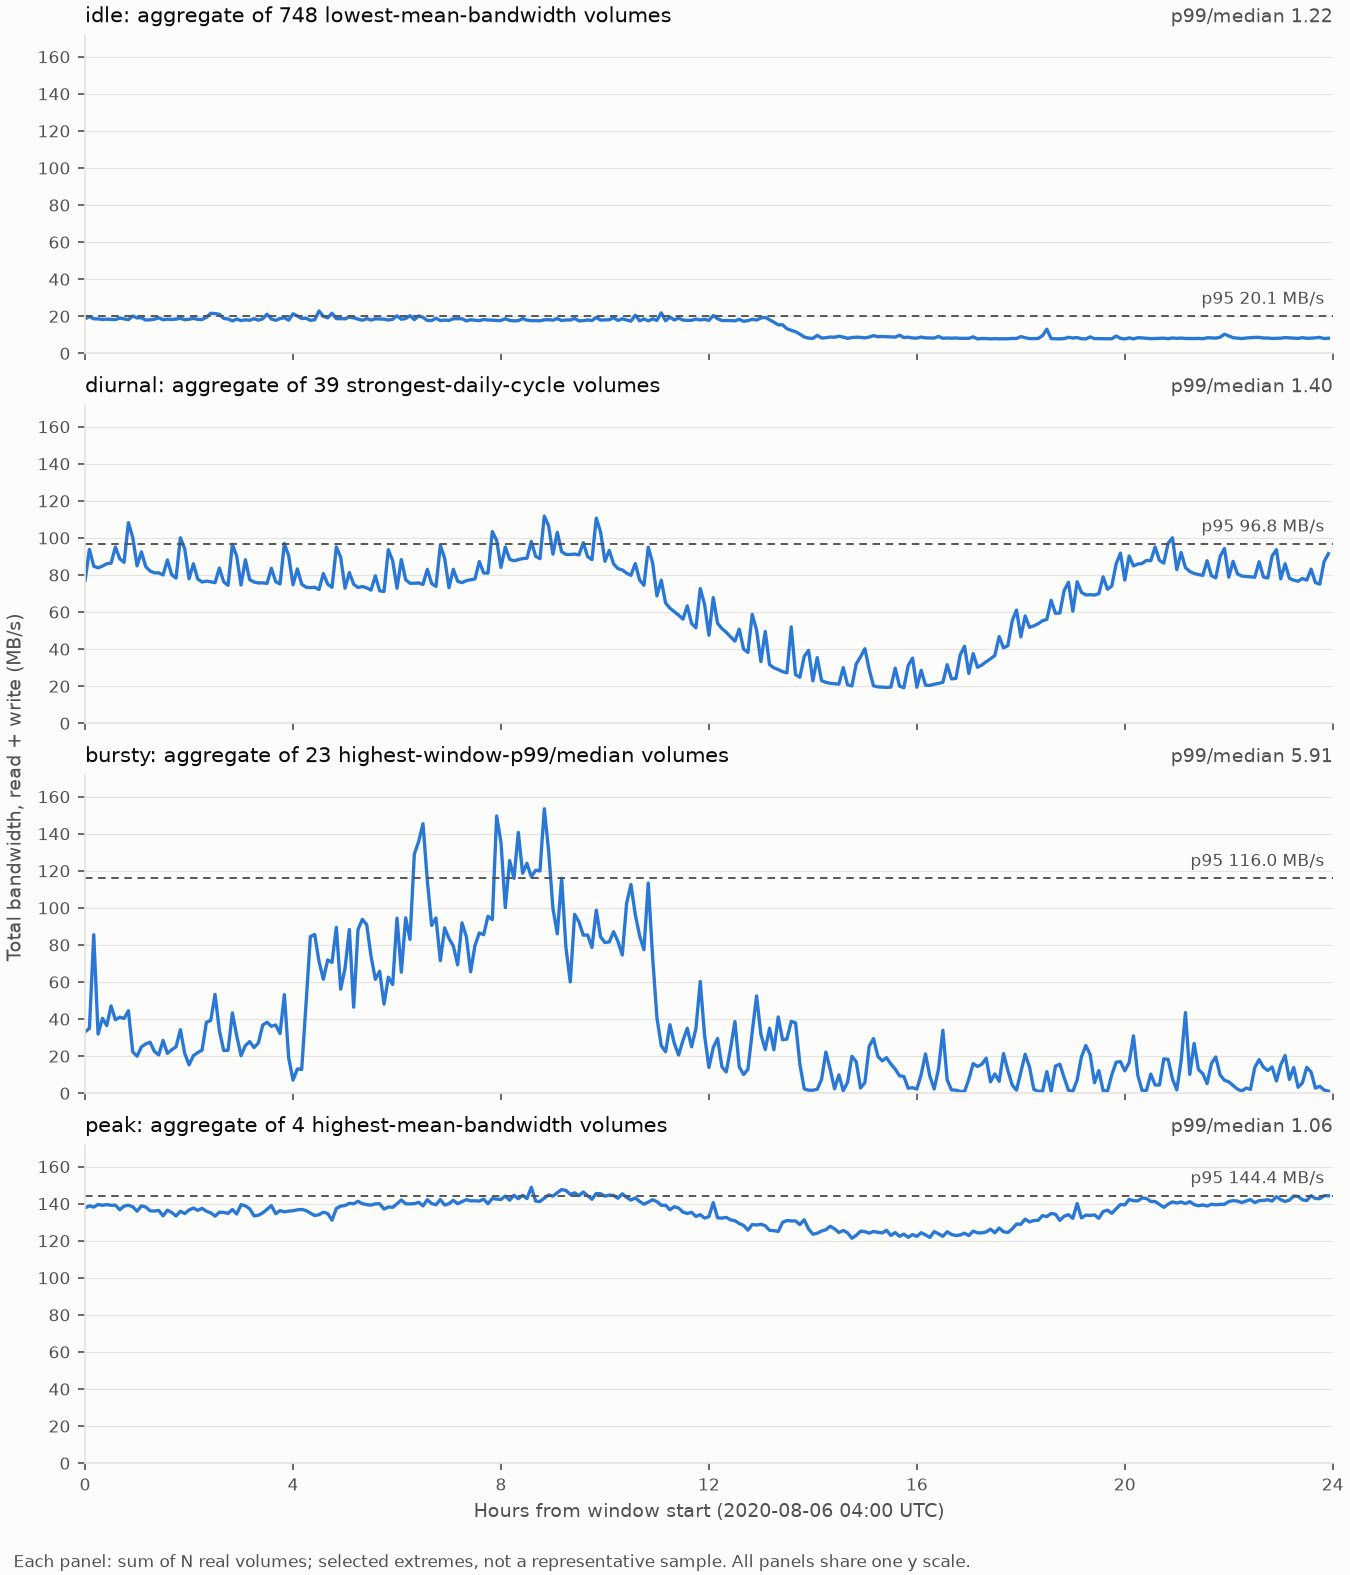 idle: aggregate of 748 lowest-mean-bandwidth volumes
p99/median 1.22
160
140
120
100
80
60
40
20
0
p95 20.1 MB/s
diurnal: aggregate of 39 strongest-daily-cycle volumes
p99/median 1.40
160
140
120
100
80
60
40
20
0
p95 96.8 MB/s
Total bandwidth, read + write (MB/s)
bursty: aggregate of 23 highest-window-p99/median volumes
p99/median 5.91
160
140
120
100
80
60
40
20
0
p95 116.0 MB/s
peak: aggregate of 4 highest-mean-bandwidth volumes
p99/median 1.06
160
140
120
100
80
60
40
20
0
p95 144.4 MB/s
0 4 8 12 16 20 24
Hours from window start (2020-08-06 04:00 UTC)
Each panel: sum of N real volumes; selected extremes, not a representative sample. All panels share one y scale.